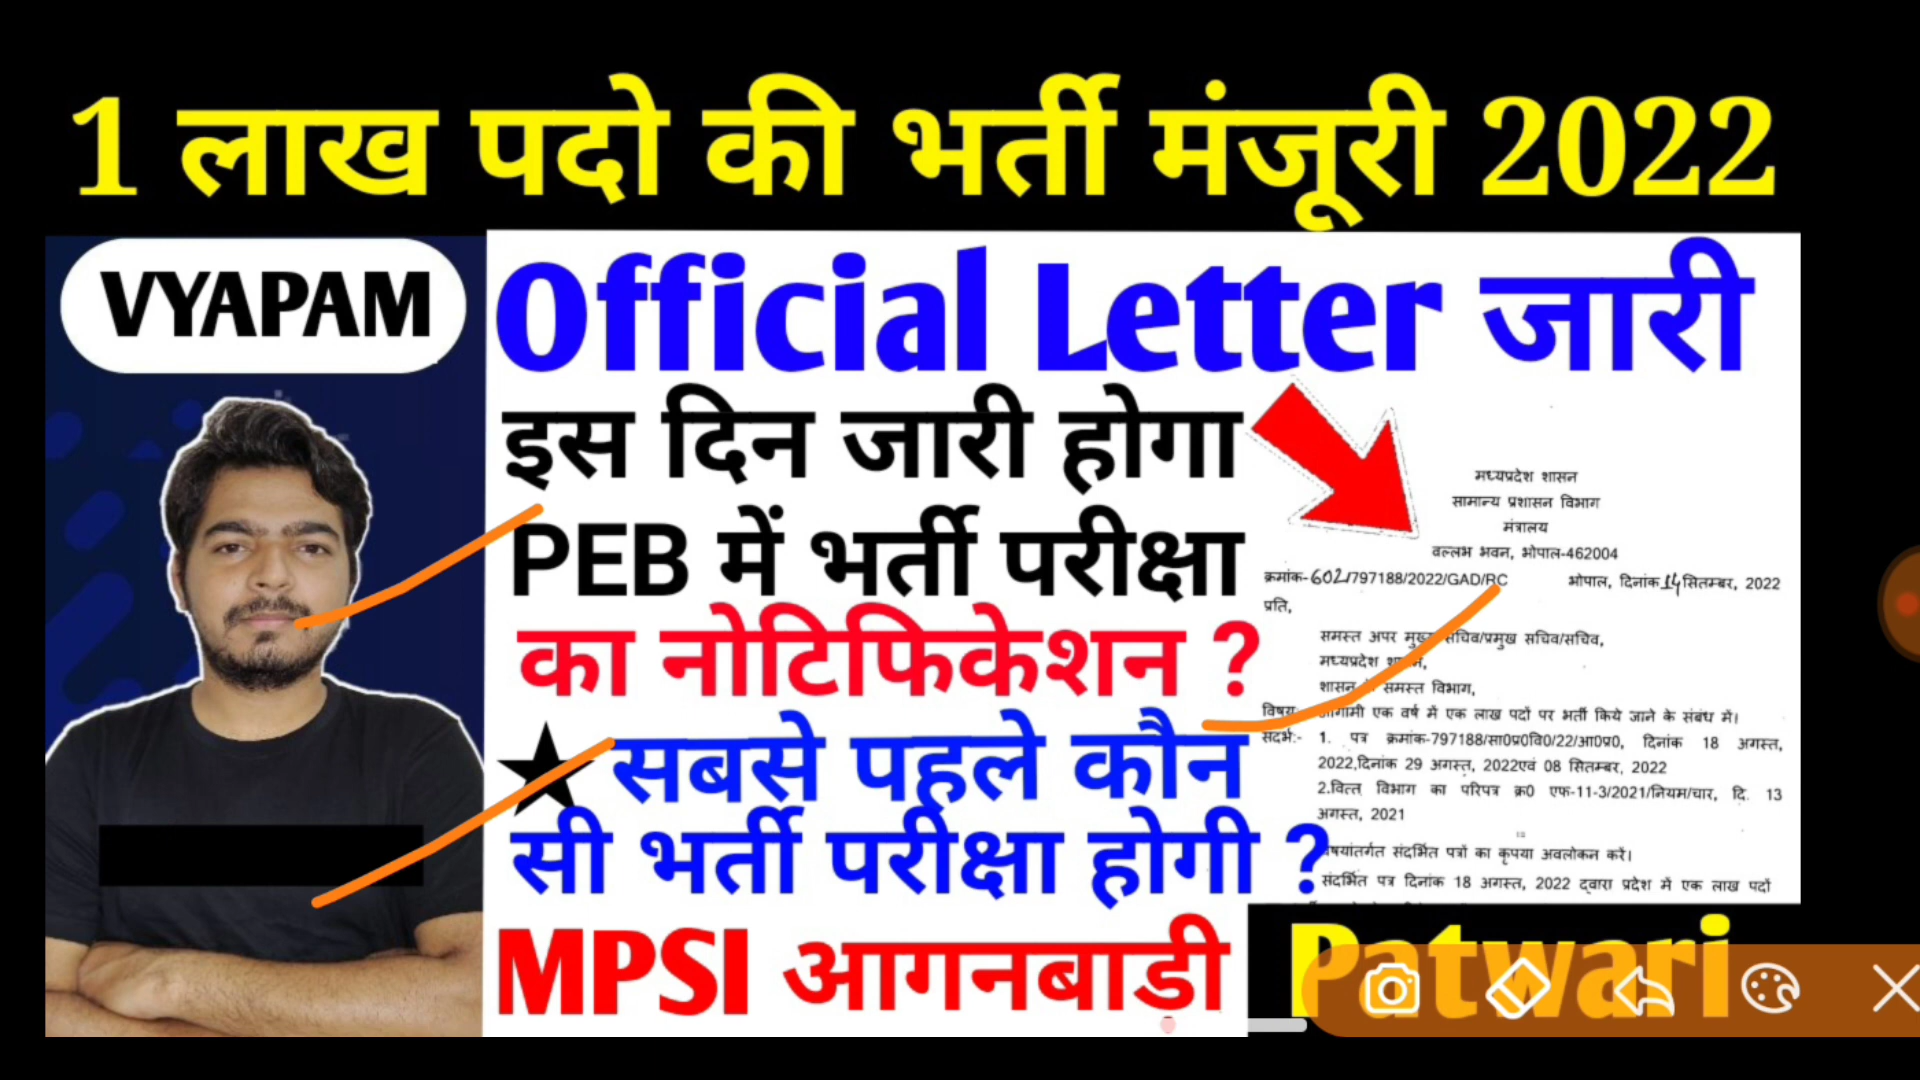 1 लाख पदो की भर्ती मंजूरी 2022
VYAPAM
Official Letter जारी
इस दिन जारी होगा
PEB में भर्ती परीक्षा
का नोटिफिकेशन ?
★सबसे पहले कौन
सी भर्ती परीक्षा होगी ?
MPSI आगनबाड़ी
Patwari
मध्यप्रदेश शासन
सामान्य प्रशासन विभाग
मंत्रालय
वल्लभ भवन, भोपाल-462004
क्रमांक-602/797188/2022/GAD/RC भोपाल, दिनांक 14 सितम्बर, 2022
प्रति,
समस्त अपर मुख्य सचिव/प्रमुख सचिव/सचिव,
मध्यप्रदेश शासन,
शासन के समस्त विभाग,
विषय:- आगामी एक वर्ष में एक लाख पदों पर भर्ती किये जाने के संबंध में।
संदर्भ:- 1. पत्र क्रमांक-797188/सा0प्र0वि0/22/आ0प्र0, दिनांक 18 अगस्त,
2022,दिनांक 29 अगस्त, 2022एवं 08 सितम्बर, 2022
2.वित्त विभाग का परिपत्र क्र0 एफ-11-3/2021/नियम/चार, दि. 13
अगस्त, 2021
विषयांतर्गत संदर्भित पत्रों का कृपया अवलोकन करें।
संदर्भित पत्र दिनांक 18 अगस्त, 2022 द्वारा प्रदेश में एक लाख पदों